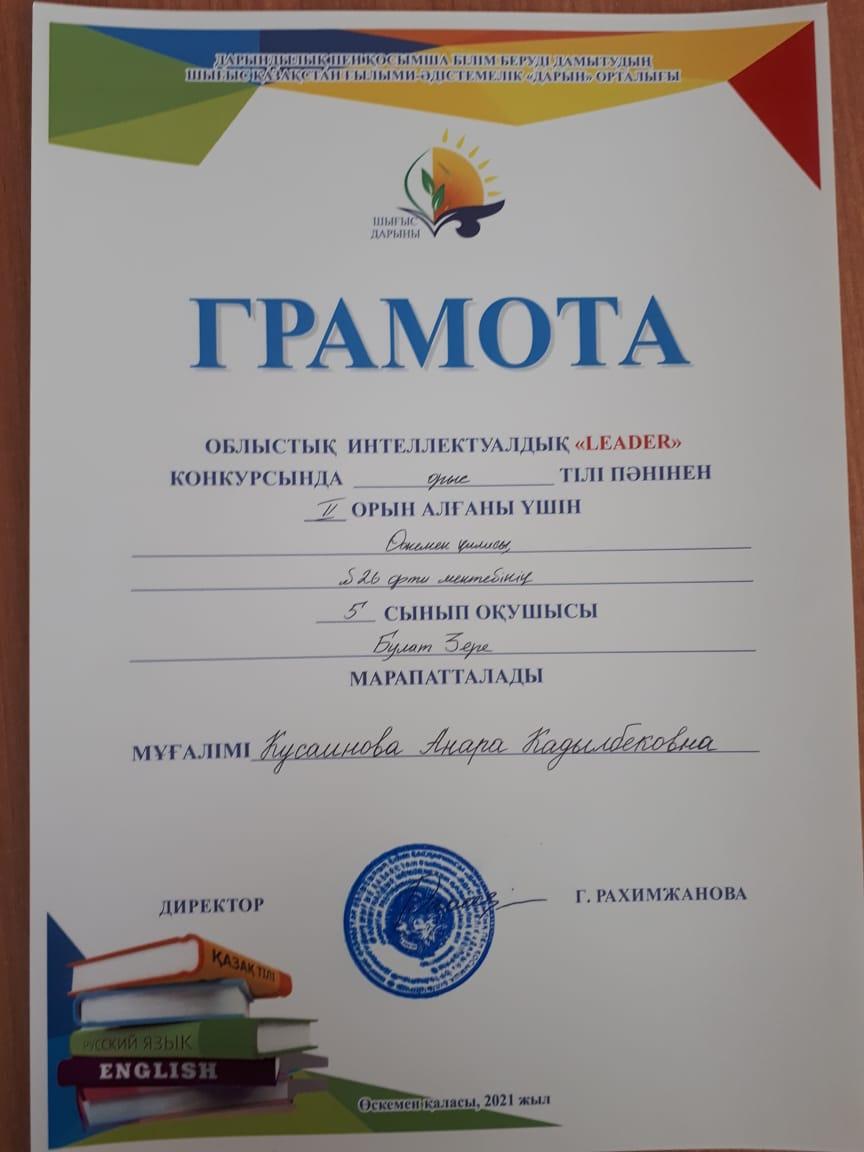 ДАРЫНДЫЛЫҚ ПЕН ҚОСЫМША БІЛІМ БЕРУДІ ДАМЫТУДЫҢ
ШЫҒЫС ҚАЗАҚСТАН ҒЫЛЫМИ-ӘДІСТЕМЕЛІК «ДАРЫН» ОРТАЛЫҒЫ
ШЫҒЫС
ДАРЫНЫ
ГРАМОТА
ОБЛЫСТЫҚ ИНТЕЛЛЕКТУАЛДЫҚ «LEADER»
КОНКУРСЫНДА орыс ТІЛІ ПӘНІНЕН
II ОРЫН АЛҒАНЫ ҮШІН
Өскемен қаласы
№26 орта мектебінің
5 СЫНЫП ОҚУШЫСЫ
Булат Зере
МАРАПАТТАЛАДЫ
МҰҒАЛІМІ Кусаинова Анара Кадылбековна
ДИРЕКТОР
Г. РАХИМЖАНОВА
ҚАЗАҚ ТІЛІ
РУССКИЙ ЯЗЫК
ENGLISH
Өскемен қаласы, 2021 жыл